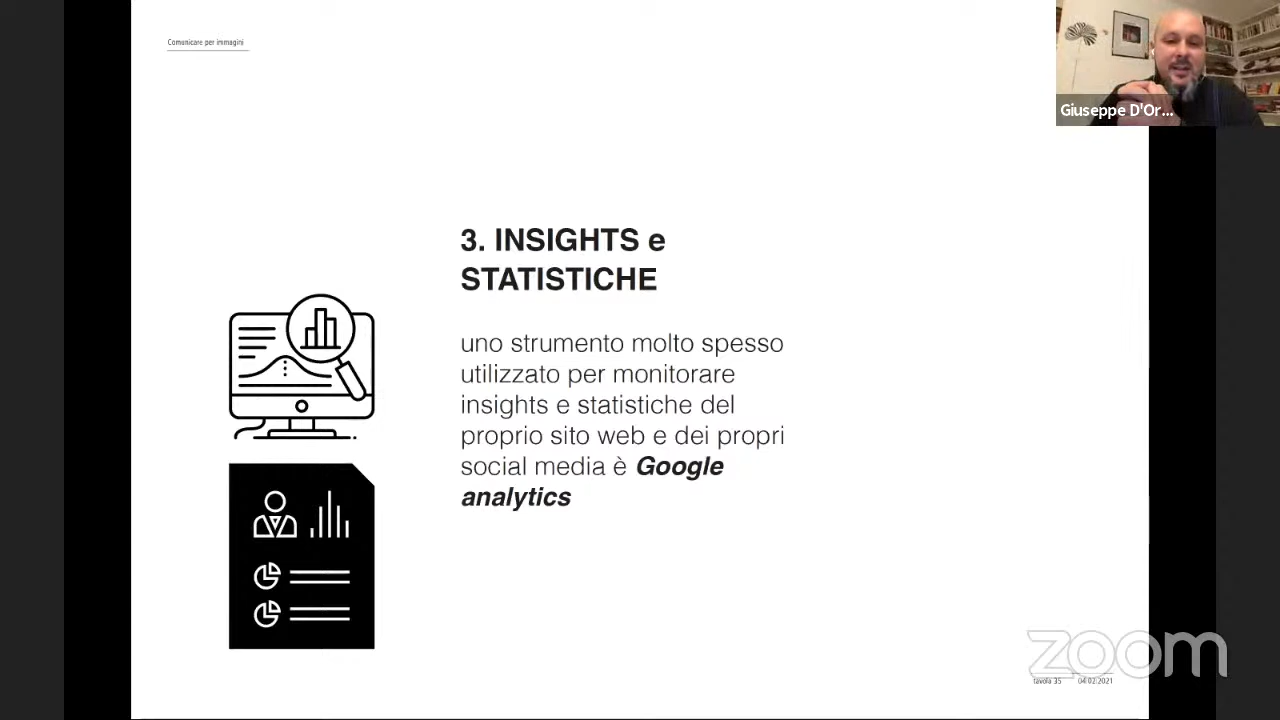 Comunicare per immagini
Giuseppe D'Or...
3. INSIGHTS e
STATISTICHE
uno strumento molto spesso
utilizzato per monitorare
insights e statistiche del
proprio sito web e dei propri
social media è Google
analytics
zoom
tavola 35 04.02.2021